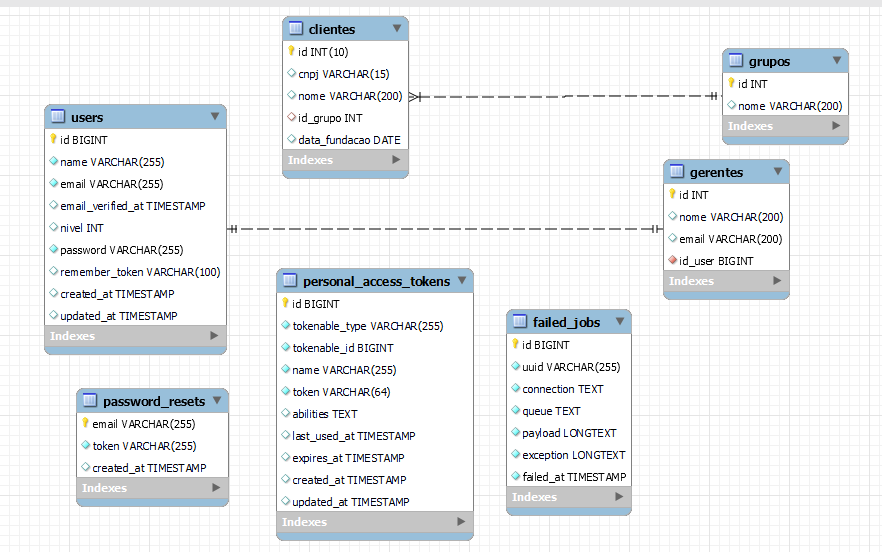 clientes
id INT(10)
cnpj VARCHAR(15)
nome VARCHAR(200)
id_grupo INT
data_fundacao DATE
Indexes
grupos
id INT
nome VARCHAR(200)
Indexes
users
id BIGINT
name VARCHAR(255)
email VARCHAR(255)
email_verified_at TIMESTAMP
nivel INT
password VARCHAR(255)
remember_token VARCHAR(100)
created_at TIMESTAMP
updated_at TIMESTAMP
Indexes
gerentes
id INT
nome VARCHAR(200)
email VARCHAR(200)
id_user BIGINT
Indexes
personal_access_tokens
id BIGINT
tokenable_type VARCHAR(255)
tokenable_id BIGINT
name VARCHAR(255)
token VARCHAR(64)
abilities TEXT
last_used_at TIMESTAMP
expires_at TIMESTAMP
created_at TIMESTAMP
updated_at TIMESTAMP
Indexes
failed_jobs
id BIGINT
uuid VARCHAR(255)
connection TEXT
queue TEXT
payload LONGTEXT
exception LONGTEXT
failed_at TIMESTAMP
Indexes
password_resets
email VARCHAR(255)
token VARCHAR(255)
created_at TIMESTAMP
Indexes